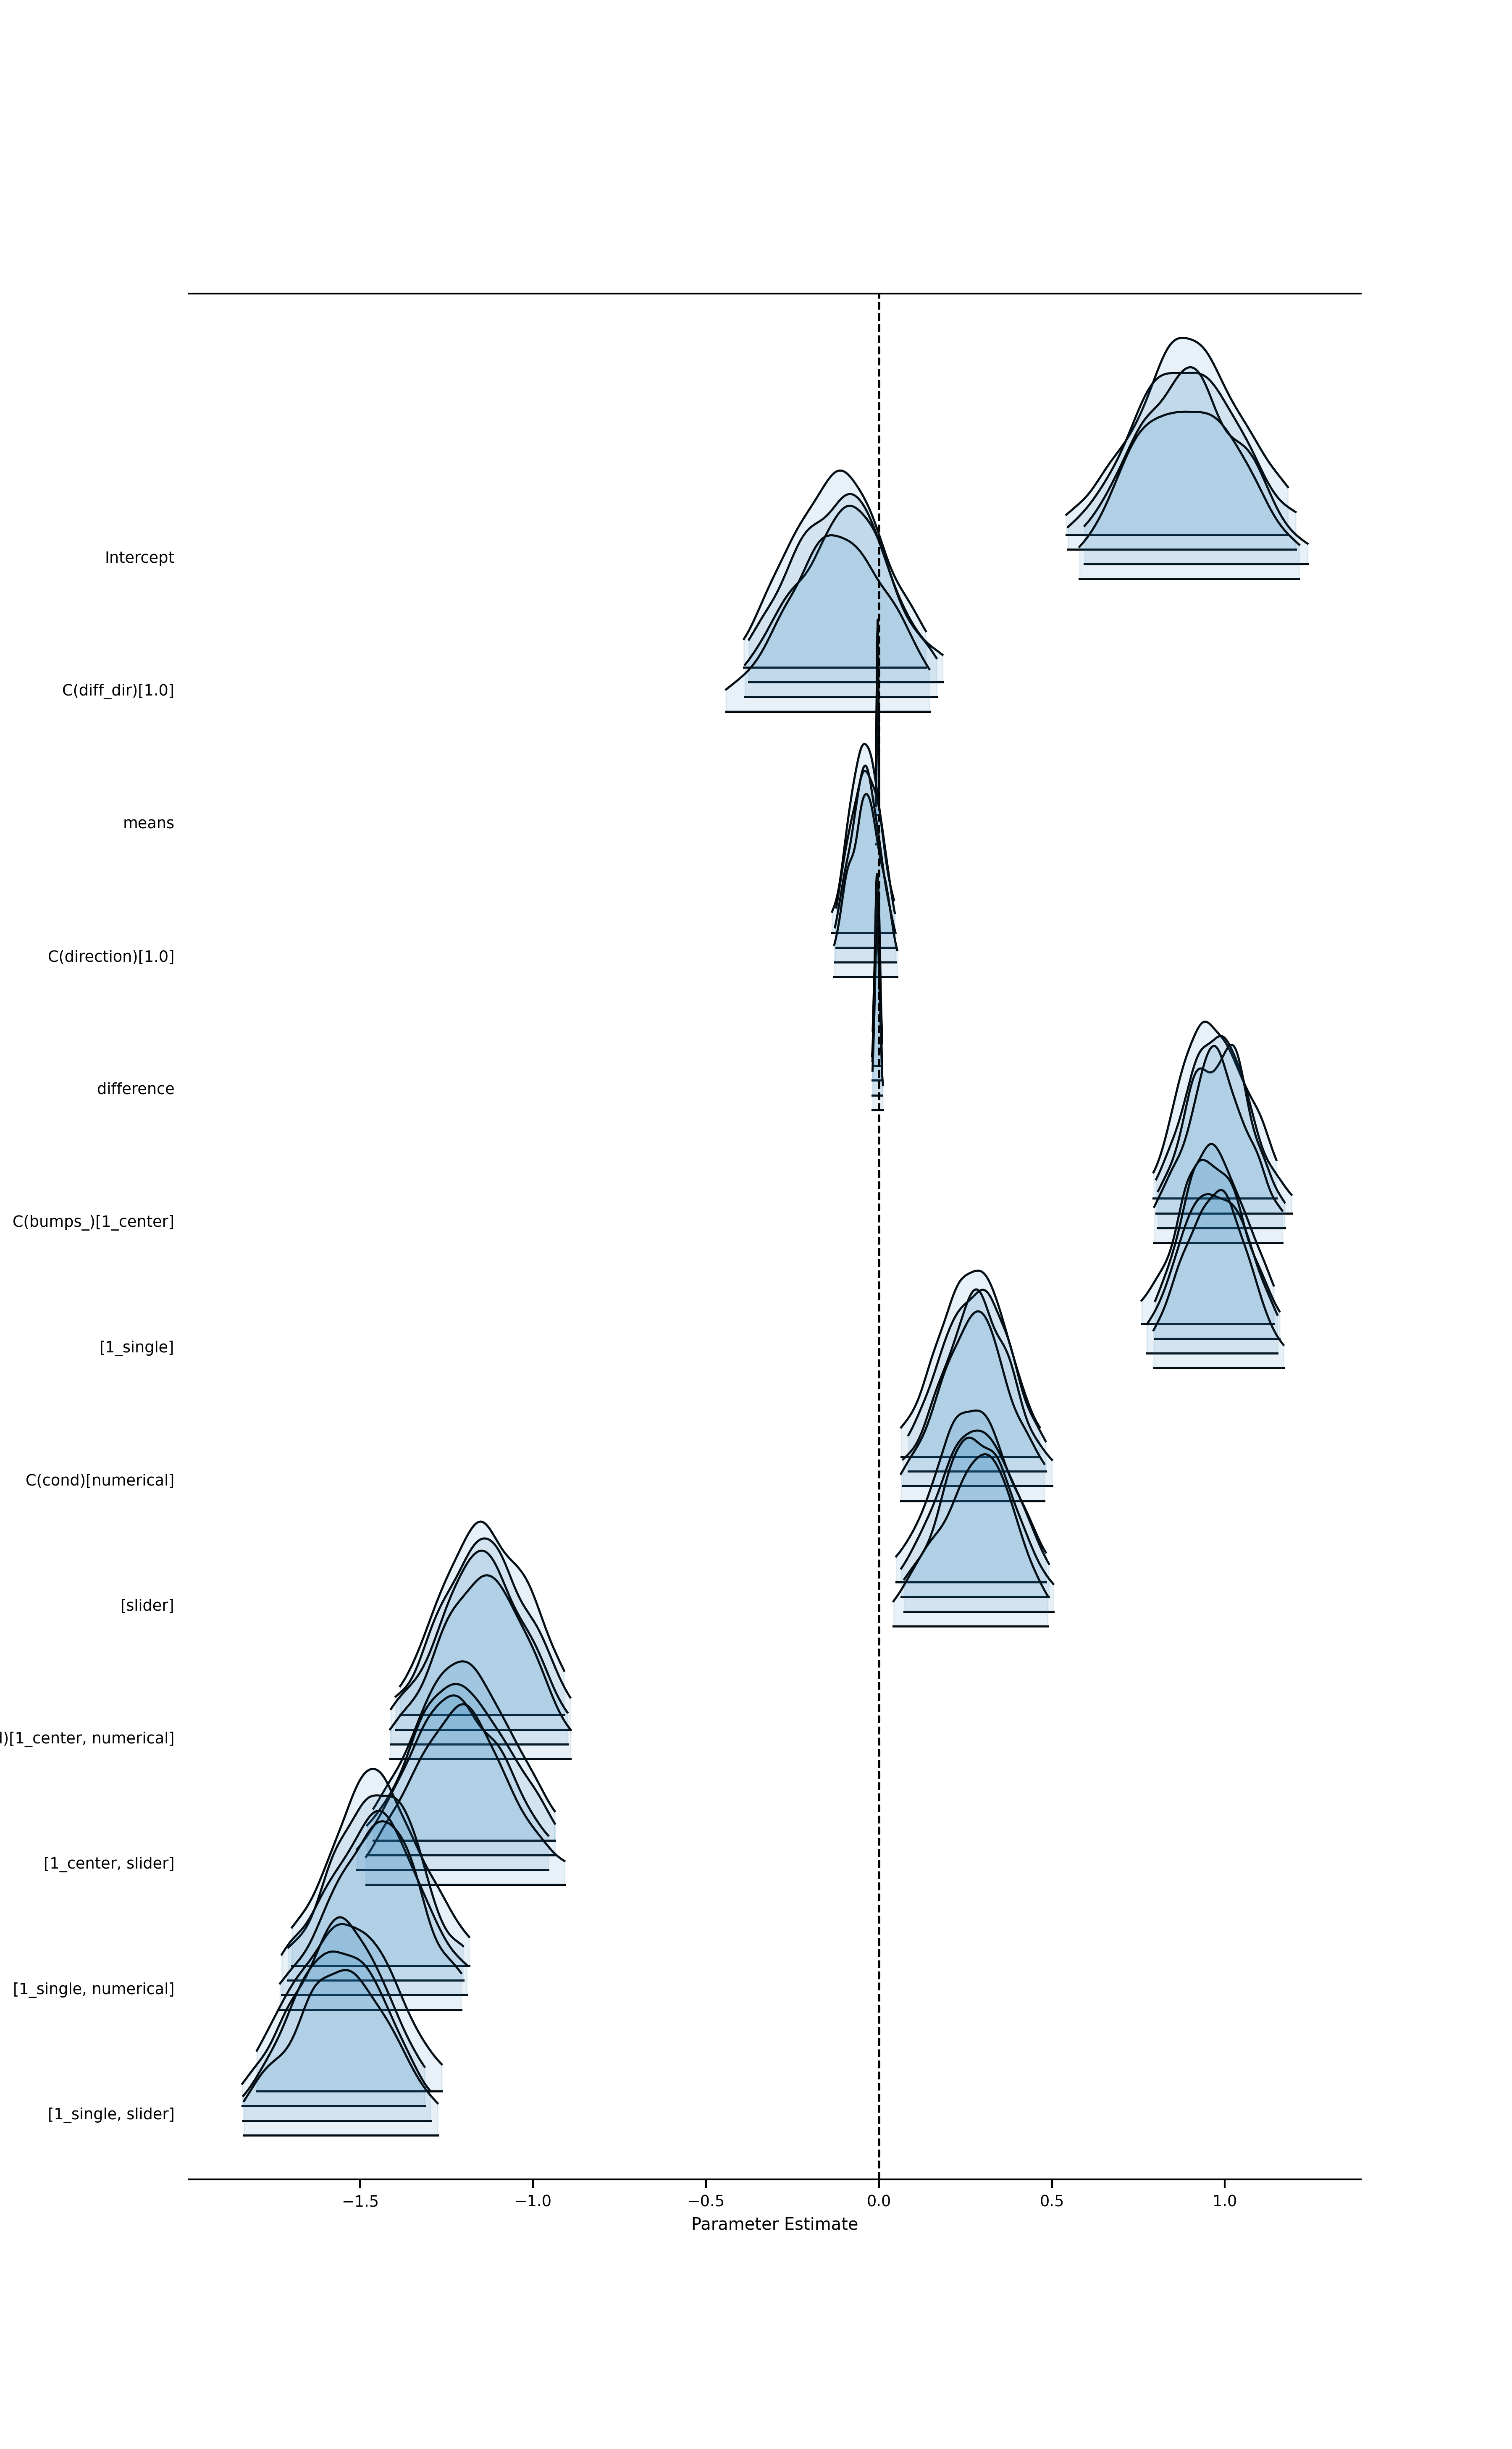 Intercept
C(diff_dir)[1.0]
means
C(direction)[1.0]
difference
C(bumps_)[1_center]
[1_single]
C(cond)[numerical]
[slider]
)[1_center, numerical]
[1_center, slider]
[1_single, numerical]
[1_single, slider]
−1.5 −1.0 −0.5 0.0 0.5 1.0
Parameter Estimate